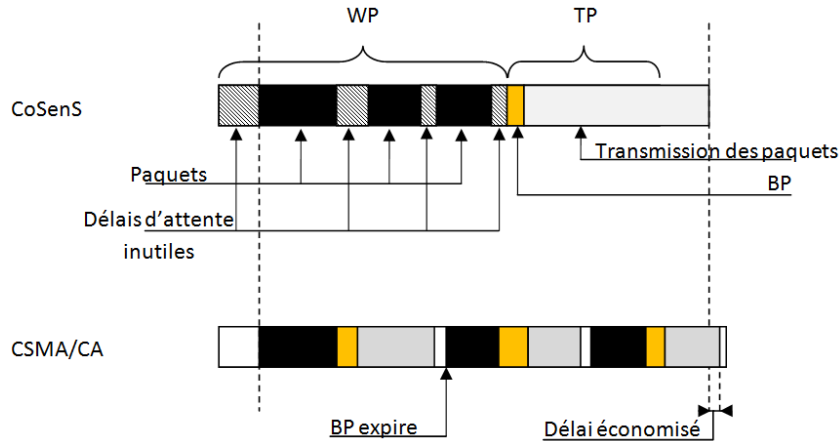 WP
TP
CoSenS
Transmission des paquets
Paquets
BP
Délais d'attente
inutiles
CSMA/CA
BP expire
Délai économisé